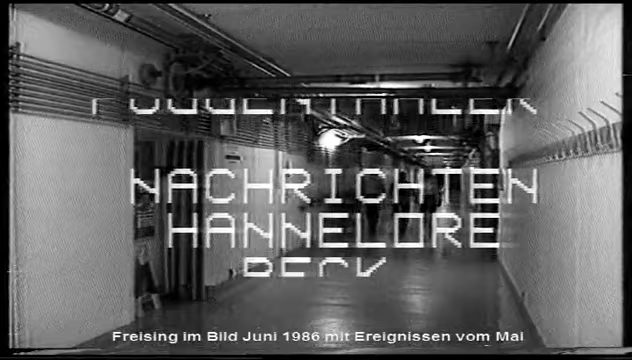 NACHRICHTEN
HANNELORE
Freising im Bild Juni 1986 mit Ereignissen vom Mai